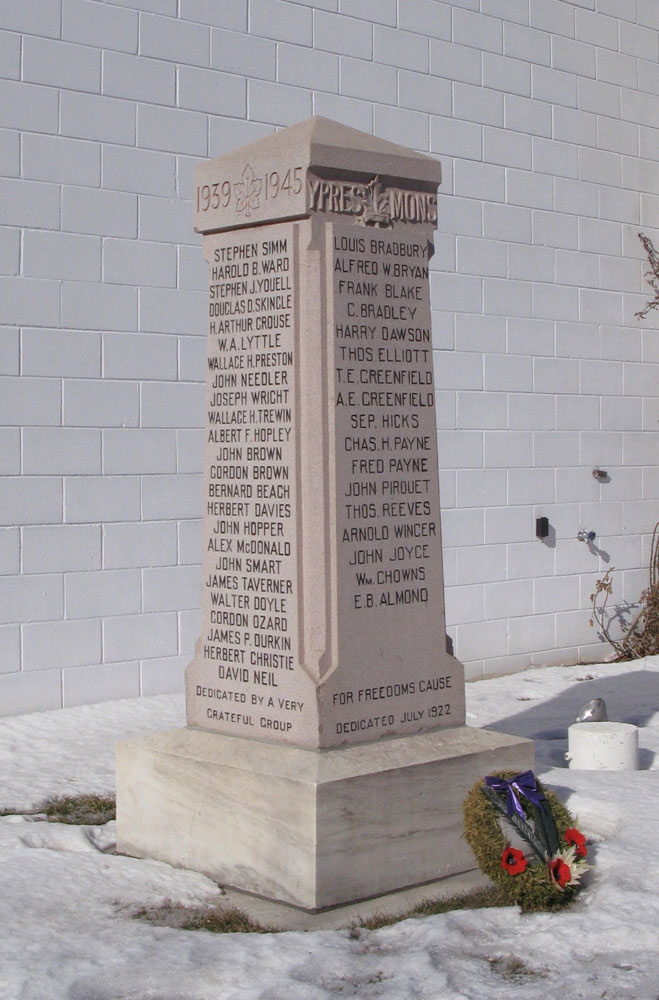 1939 1945
STEPHEN SIMM
HAROLD B. WARD
STEPHEN J. YOUELL
DOUGLAS D. SKINGLE
H. ARTHUR CROUSE
W. A. LYTTLE
WALLACE H. PRESTON
JOHN NEEDLER
JOSEPH WRIGHT
WALLACE H. TREWIN
ALBERT F. HOPLEY
JOHN BROWN
GORDON BROWN
BERNARD BEACH
HERBERT DAVIES
JOHN HOPPER
ALEX McDONALD
JOHN SMART
JAMES TAVERNER
WALTER DOYLE
GORDON OZARD
JAMES P. DURKIN
HERBERT CHRISTIE
DAVID NEIL
DEDICATED BY A VERY
GRATEFUL GROUP
YPRES MONS
LOUIS BRADBURY
ALFRED W. BRYAN
FRANK BLAKE
C. BRADLEY
HARRY DAWSON
THOS ELLIOTT
T. E. GREENFIELD
A. E. GREENFIELD
SEP. HICKS
CHAS. H. PAYNE
FRED PAYNE
JOHN PIROUET
THOS. REEVES
ARNOLD WINCER
JOHN JOYCE
WM. CHOWNS
E. B. ALMOND
FOR FREEDOMS CAUSE
DEDICATED JULY 1922